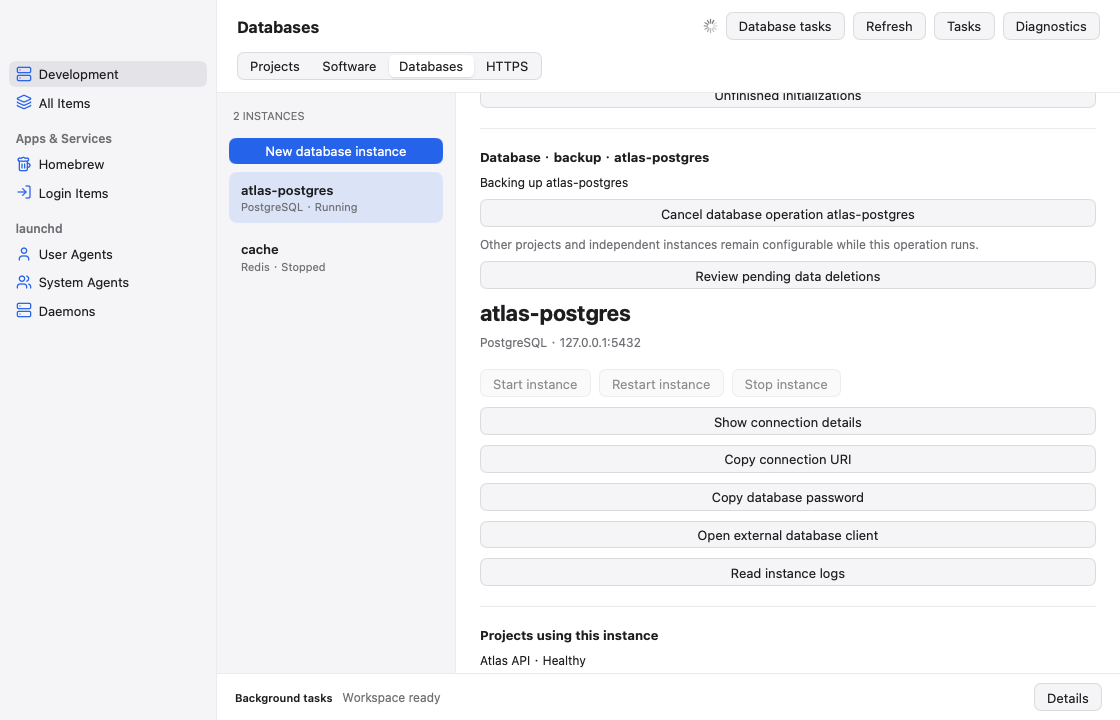 Databases
Database tasks
Refresh
Tasks
Diagnostics
Projects
Software
Databases
HTTPS
Development
All Items
Apps & Services
Homebrew
Login Items
launchd
User Agents
System Agents
Daemons
2 INSTANCES
New database instance
atlas-postgres
PostgreSQL · Running
cache
Redis · Stopped
Unfinished initializations
Database · backup · atlas-postgres
Backing up atlas-postgres
Cancel database operation atlas-postgres
Other projects and independent instances remain configurable while this operation runs.
Review pending data deletions
atlas-postgres
PostgreSQL · 127.0.0.1:5432
Start instance
Restart instance
Stop instance
Show connection details
Copy connection URI
Copy database password
Open external database client
Read instance logs
Projects using this instance
Atlas API · Healthy
Background tasks Workspace ready
Details